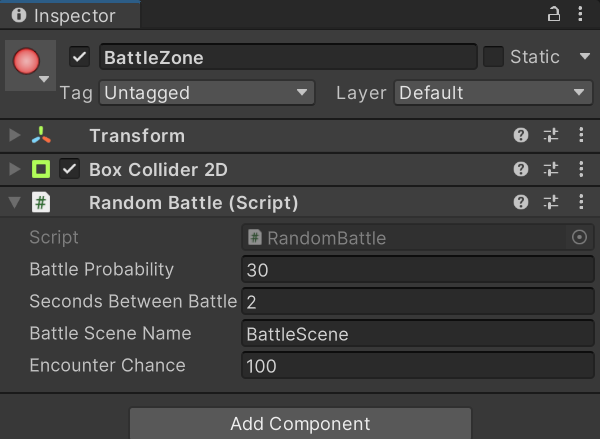 Inspector
BattleZone
Static
Tag Untagged Layer Default
Transform
Box Collider 2D
# Random Battle (Script)
Script # RandomBattle
Battle Probability 30
Seconds Between Battle 2
Battle Scene Name BattleScene
Encounter Chance 100
Add Component